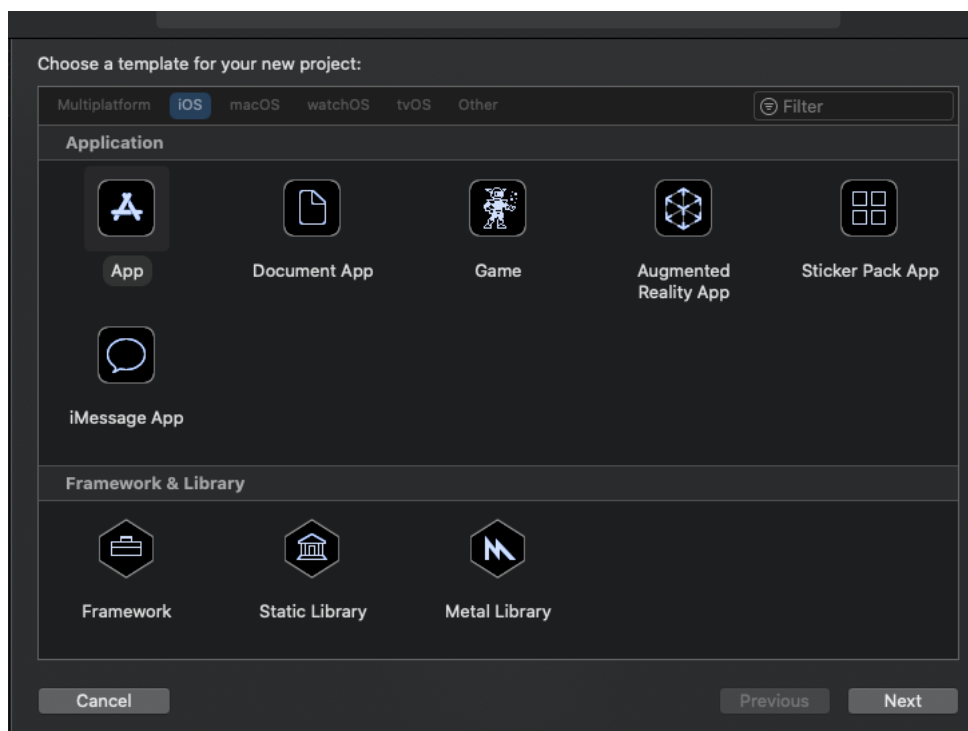 Choose a template for your new project:
Multiplatform iOS macOS watchOS tvOS Other Filter
Application
App Document App Game Augmented Reality App Sticker Pack App
iMessage App
Framework & Library
Framework Static Library Metal Library
Cancel Previous Next